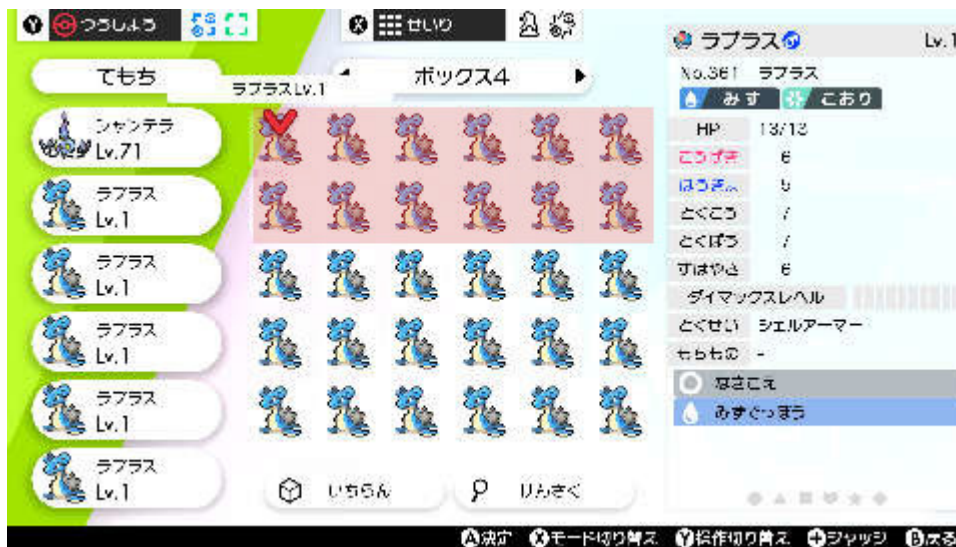 Y つうしよう X せいり
ラプラス Lv.1
てもち ボックス4
ラプラスLv.1
No.361 ラプラス
みず こおり
シャンデラ
Lv.71
HP 13/13
こうげき 6
ラプラス
Lv.1
ぼうぎょ 5
とくこう 7
とくぼう 7
すばやさ 6
ラプラス
Lv.1
ダイマックスレベル
とくせい シェルアーマー
もちもの -
ラプラス
Lv.1
なきごえ
みずでっぽう
ラプラス
Lv.1
ラプラス
Lv.1
いちらん けんさく
A決定 Xモード切り替え Y操作切り替え +ジャッジ B戻る